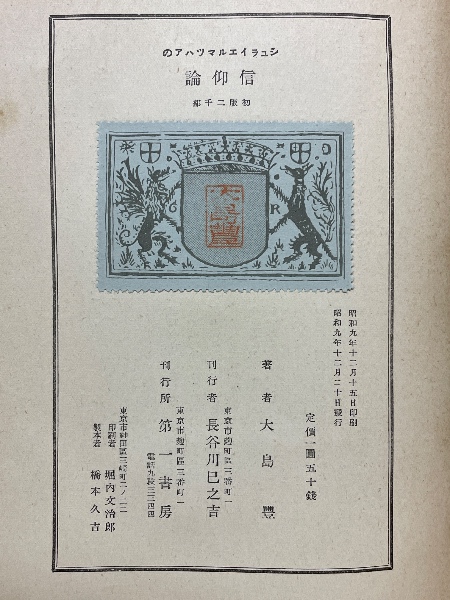 シュライエルマツハアの
信仰論
初版二千部
大島豊
昭和九年十二月十五日印刷
昭和九年十二月二十日發行
定價一圓五十錢
著者 大島豊
東京市麹町區三番町一
刊行者 長谷川巳之吉
東京市麹町區三番町一
刊行所 第一書房
電話九段三三四四
東京市神田區三崎町二ノ二二
印刷者 堀内文治郎
製本者 橋本久吉